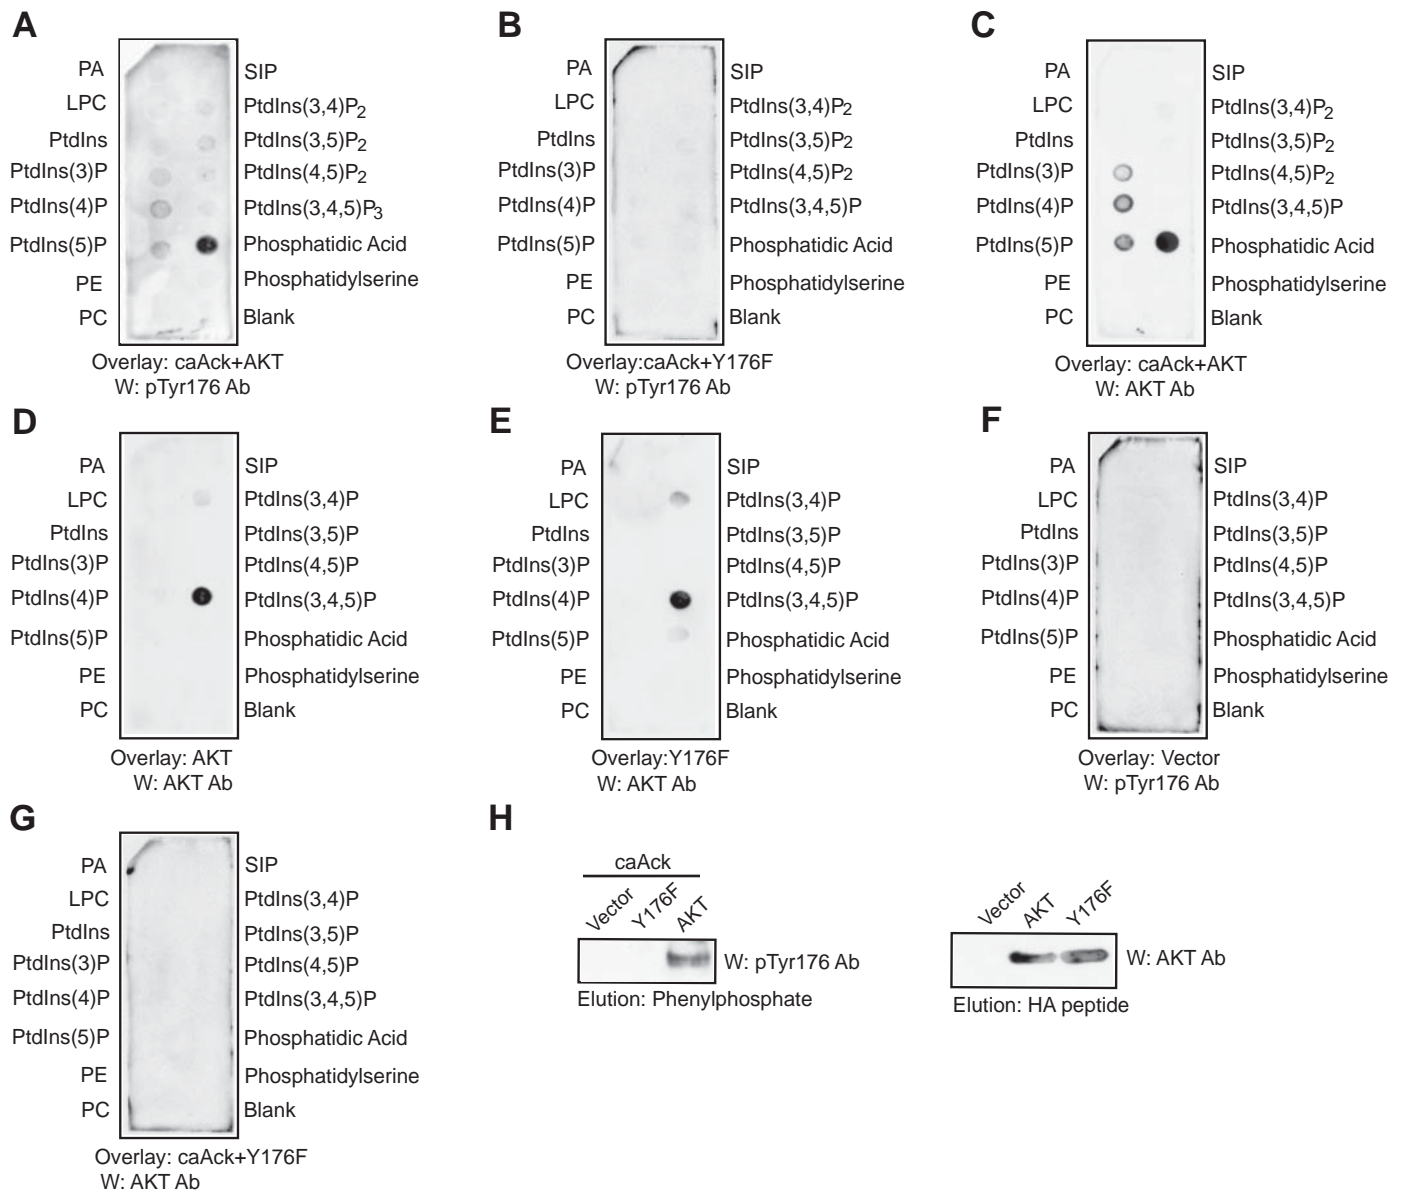 A
PA
LPC
PtdIns
PtdIns(3)P
PtdIns(4)P
PtdIns(5)P
PE
PC
SIP
PtdIns(3,4)P2
PtdIns(3,5)P2
PtdIns(4,5)P2
PtdIns(3,4,5)P3
Phosphatidic Acid
Phosphatidylserine
Blank
Overlay: caAck+AKT
W: pTyr176 Ab
B
PA
LPC
PtdIns
PtdIns(3)P
PtdIns(4)P
PtdIns(5)P
PE
PC
SIP
PtdIns(3,4)P2
PtdIns(3,5)P2
PtdIns(4,5)P2
PtdIns(3,4,5)P
Phosphatidic Acid
Phosphatidylserine
Blank
Overlay:caAck+Y176F
W: pTyr176 Ab
C
PA
LPC
PtdIns
PtdIns(3)P
PtdIns(4)P
PtdIns(5)P
PE
PC
SIP
PtdIns(3,4)P2
PtdIns(3,5)P2
PtdIns(4,5)P2
PtdIns(3,4,5)P
Phosphatidic Acid
Phosphatidylserine
Blank
Overlay: caAck+AKT
W: AKT Ab
D
PA
LPC
PtdIns
PtdIns(3)P
PtdIns(4)P
PtdIns(5)P
PE
PC
SIP
PtdIns(3,4)P
PtdIns(3,5)P
PtdIns(4,5)P
PtdIns(3,4,5)P
Phosphatidic Acid
Phosphatidylserine
Blank
Overlay: AKT
W: AKT Ab
E
PA
LPC
PtdIns
PtdIns(3)P
PtdIns(4)P
PtdIns(5)P
PE
PC
SIP
PtdIns(3,4)P
PtdIns(3,5)P
PtdIns(4,5)P
PtdIns(3,4,5)P
Phosphatidic Acid
Phosphatidylserine
Blank
Overlay:Y176F
W: AKT Ab
F
PA
LPC
PtdIns
PtdIns(3)P
PtdIns(4)P
PtdIns(5)P
PE
PC
SIP
PtdIns(3,4)P
PtdIns(3,5)P
PtdIns(4,5)P
PtdIns(3,4,5)P
Phosphatidic Acid
Phosphatidylserine
Blank
Overlay: Vector
W: pTyr176 Ab
G
PA
LPC
PtdIns
PtdIns(3)P
PtdIns(4)P
PtdIns(5)P
PE
PC
SIP
PtdIns(3,4)P
PtdIns(3,5)P
PtdIns(4,5)P
PtdIns(3,4,5)P
Phosphatidic Acid
Phosphatidylserine
Blank
Overlay: caAck+Y176F
W: AKT Ab
H
caAck
Vector
Y176F
AKT
W: pTyr176 Ab
Elution: Phenylphosphate
Vector
AKT
Y176F
W: AKT Ab
Elution: HA peptide